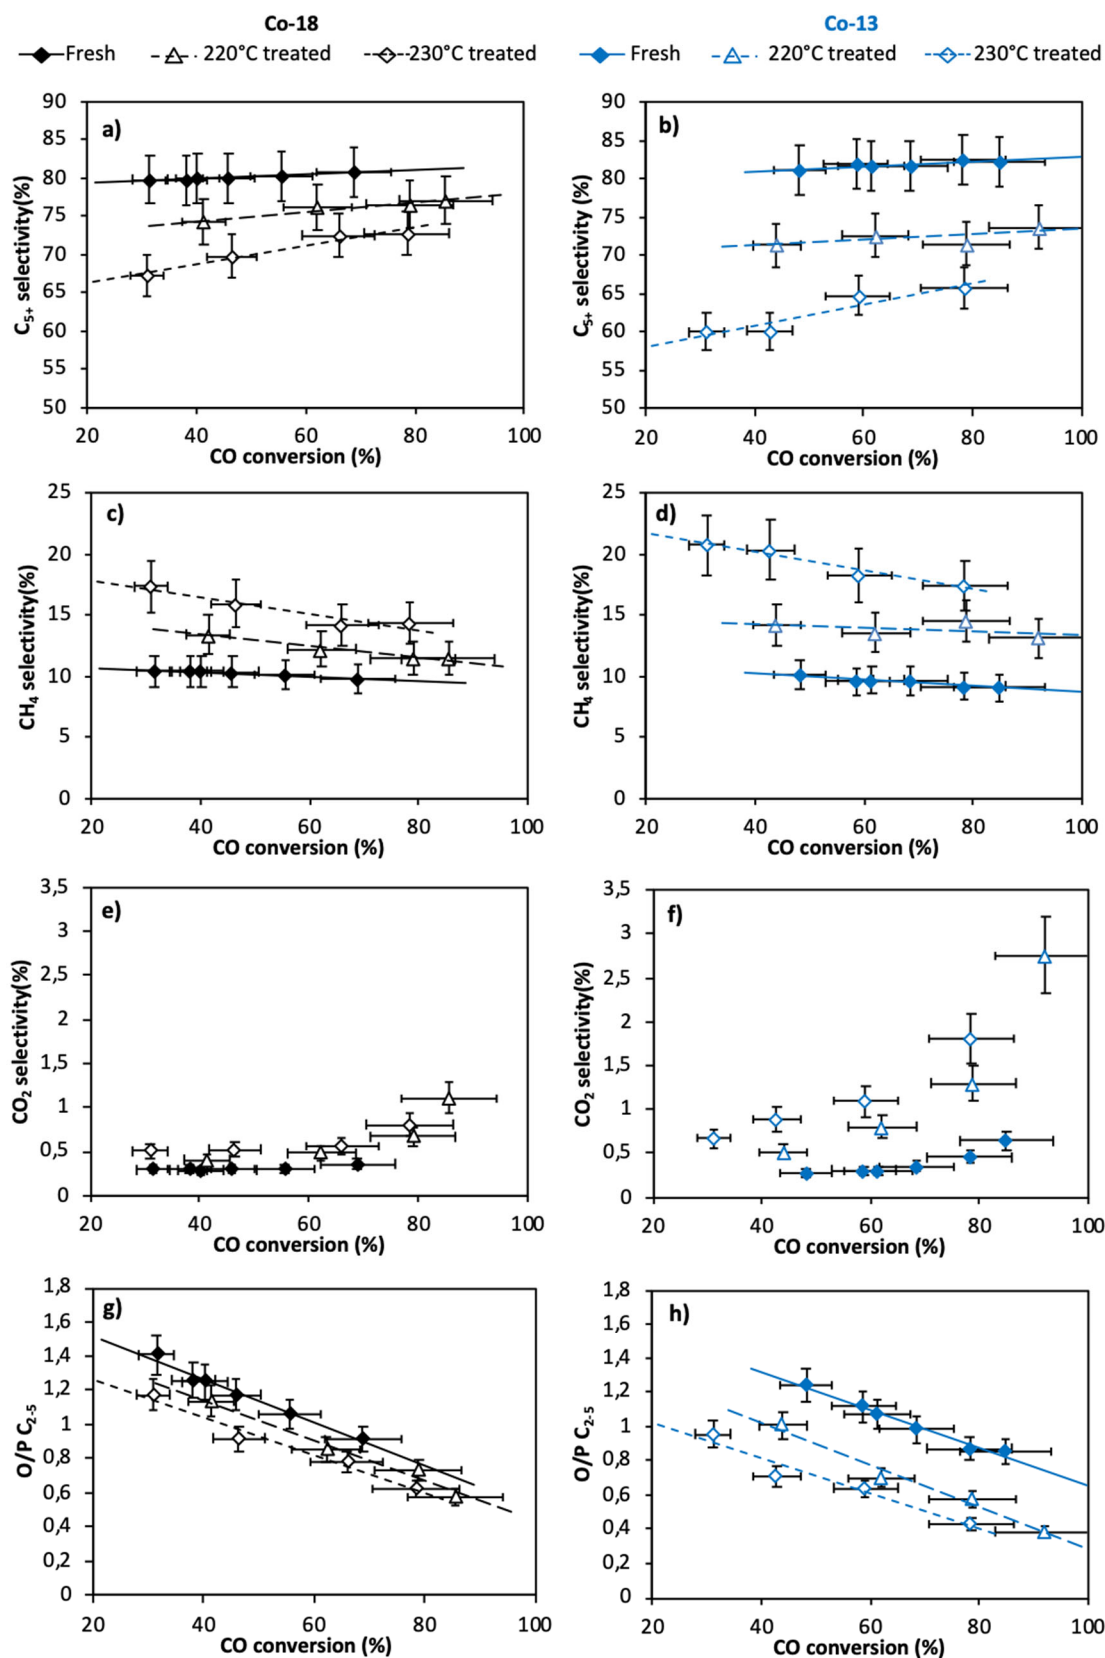 Co-18 Co-13
Fresh 220°C treated 230°C treated Fresh 220°C treated 230°C treated
a)
C5+ selectivity(%)
90
85
80
75
70
65
60
55
50
20 40 60 80 100
CO conversion (%)
b)
C5+ selectivity (%)
90
85
80
75
70
65
60
55
50
20 40 60 80 100
CO conversion (%)
c)
CH4 selectivity(%)
25
20
15
10
5
0
20 40 60 80 100
CO conversion (%)
d)
CH4 selectivity(%)
25
20
15
10
5
0
20 40 60 80 100
CO conversion (%)
e)
CO2 selectivity(%)
3,5
3
2,5
2
1,5
1
0,5
0
20 40 60 80 100
CO conversion (%)
f)
CO2 selectivity(%)
3,5
3
2,5
2
1,5
1
0,5
0
20 40 60 80 100
CO conversion (%)
g)
O/P C2-5
1,8
1,6
1,4
1,2
1
0,8
0,6
0,4
0,2
0
20 40 60 80 100
CO conversion (%)
h)
O/P C2-5
1,8
1,6
1,4
1,2
1
0,8
0,6
0,4
0,2
0
20 40 60 80 100
CO conversion (%)